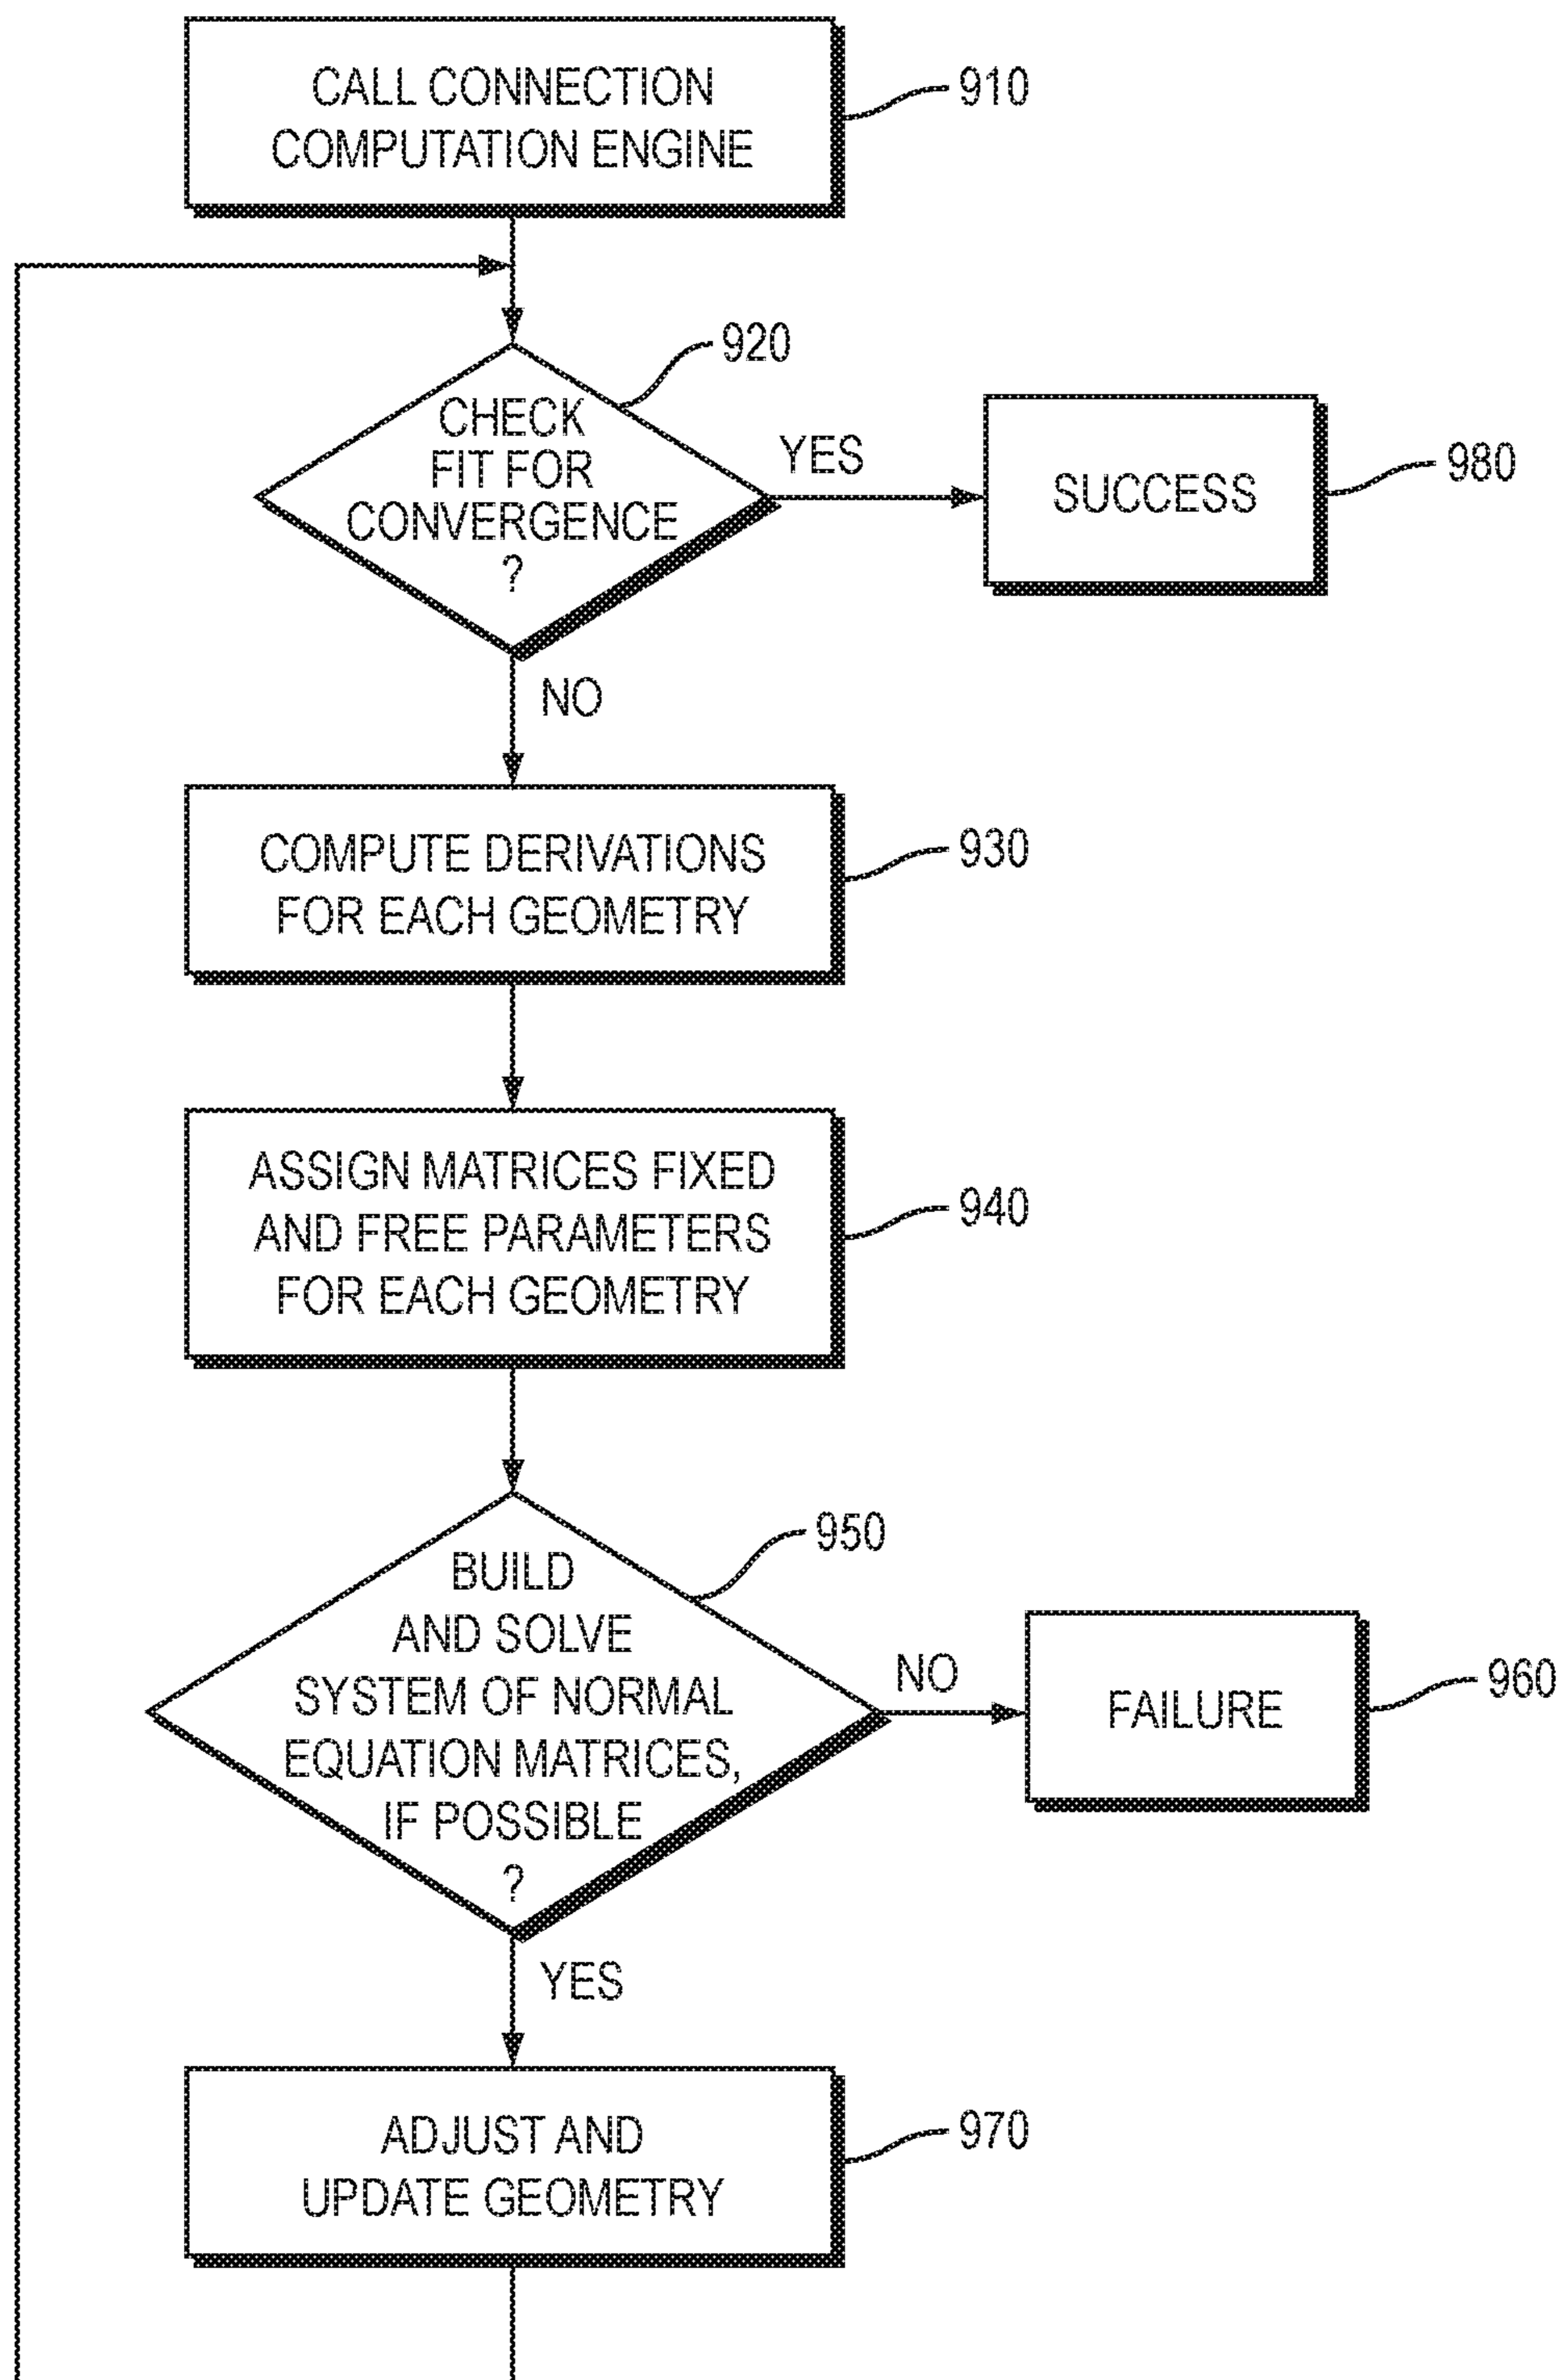 CALL CONNECTION
COMPUTATION ENGINE
910
920
CHECK
FIT FOR
CONVERGENCE
?
YES
SUCCESS
980
NO
COMPUTE DERIVATIONS
FOR EACH GEOMETRY
930
ASSIGN MATRICES FIXED
AND FREE PARAMETERS
FOR EACH GEOMETRY
940
950
BUILD
AND SOLVE
SYSTEM OF NORMAL
EQUATION MATRICES,
IF POSSIBLE
?
NO
FAILURE
960
YES
ADJUST AND
UPDATE GEOMETRY
970